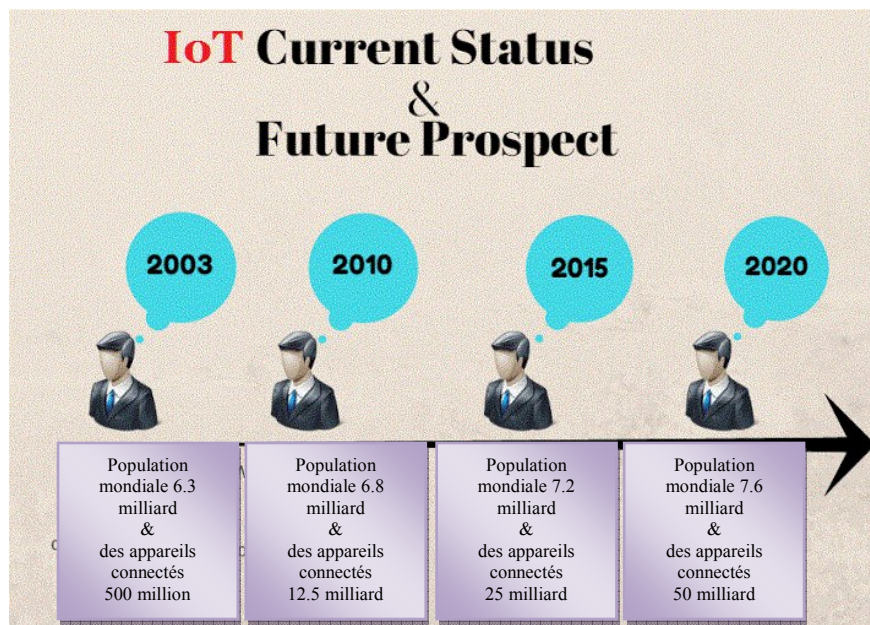 IoT Current Status
&
Future Prospect
2003
2010
2015
2020
Population
mondiale 6.3
milliard
&
des appareils
connectés
500 million
Population
mondiale 6.8
milliard
&
des appareils
connectés
12.5 milliard
Population
mondiale 7.2
milliard
&
des appareils
connectés
25 milliard
Population
mondiale 7.6
milliard
&
des appareils
connectés
50 milliard